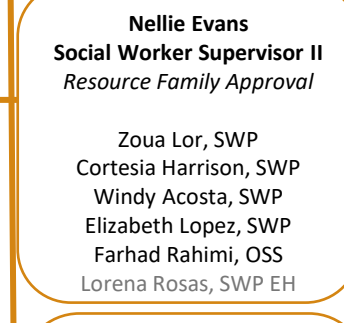 Nellie Evans
Social Worker Supervisor II
Resource Family Approval
Zoua Lor, SWP
Cortesia Harrison, SWP
Windy Acosta, SWP
Elizabeth Lopez, SWP
Farhad Rahimi, OSS
Lorena Rosas, SWP EH